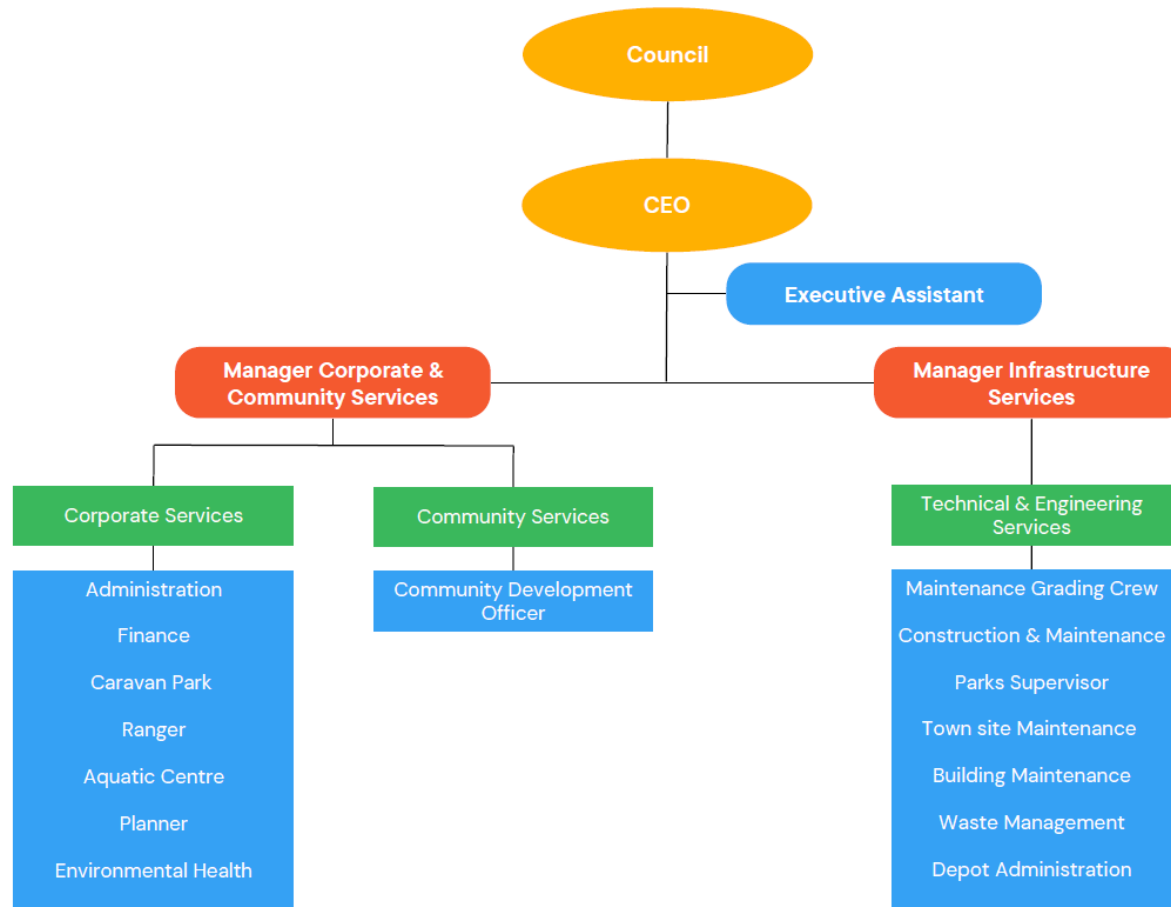 Council
CEO
Executive Assistant
Manager Corporate &
Community Services
Manager Infrastructure
Services
Corporate Services
Community Services
Technical & Engineering
Services
Administration
Finance
Caravan Park
Ranger
Aquatic Centre
Planner
Environmental Health
Community Development
Officer
Maintenance Grading Crew
Construction & Maintenance
Parks Supervisor
Town site Maintenance
Building Maintenance
Waste Management
Depot Administration